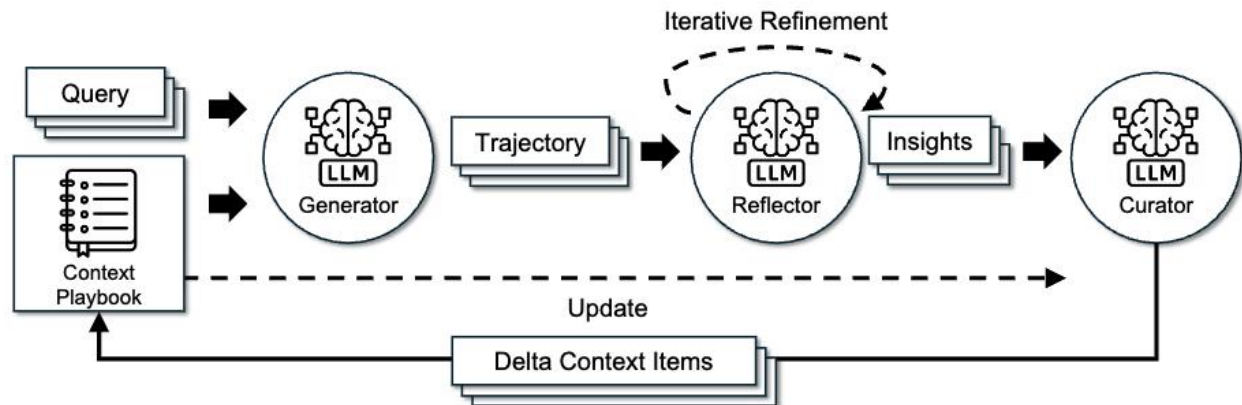 Iterative Refinement
Query
Trajectory
Insights
LLM
Generator
LLM
Reflector
LLM
Curator
Context
Playbook
Update
Delta Context Items